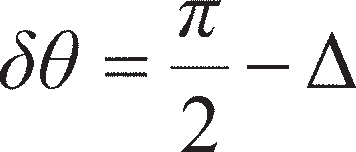 δθ = π/2 − Δ